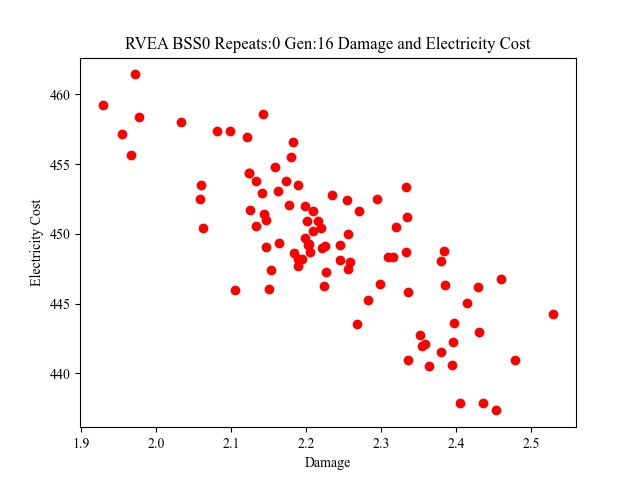 RVEA BSS0 Repeats:0 Gen:16 Damage and Electricity Cost
460
455
450
445
440
Electricity Cost
1.9 2.0 2.1 2.2 2.3 2.4 2.5
Damage